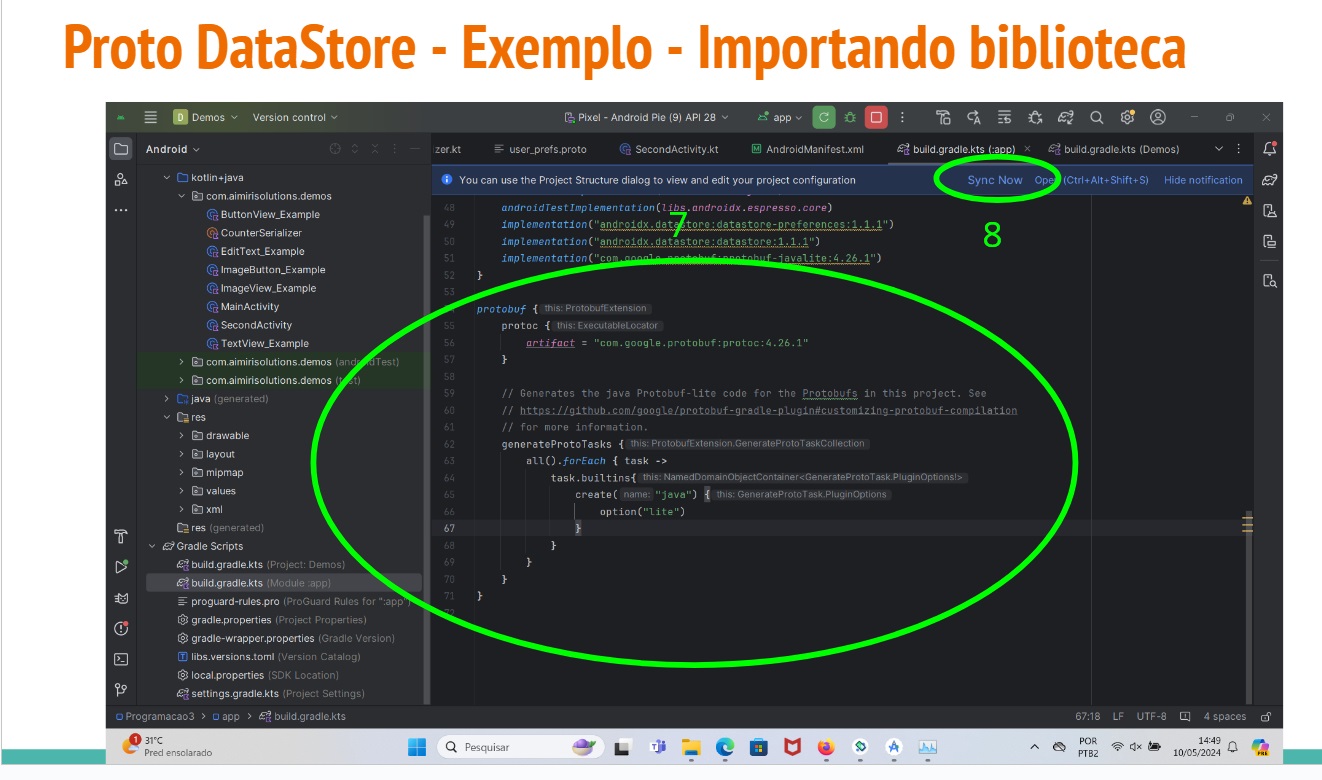 Proto DataStore - Exemplo - Importando biblioteca
D Demos Version control Pixel - Android Pie (9) API 28 app
Android
zer.kt user_prefs.proto SecondActivity.kt AndroidManifest.xml build.gradle.kts (:app) build.gradle.kts (Demos)
You can use the Project Structure dialog to view and edit your project configuration Sync Now Open (Ctrl+Alt+Shift+S) Hide notification
kotlin+java
com.aimirisolutions.demos
ButtonView_Example
CounterSerializer
EditText_Example
ImageButton_Example
ImageView_Example
MainActivity
SecondActivity
TextView_Example
com.aimirisolutions.demos (androidTest)
com.aimirisolutions.demos (test)
java (generated)
res
drawable
layout
mipmap
values
xml
res (generated)
Gradle Scripts
build.gradle.kts (Project: Demos)
build.gradle.kts (Module :app)
proguard-rules.pro (ProGuard Rules for ":app")
gradle.properties (Project Properties)
gradle-wrapper.properties (Gradle Version)
libs.versions.toml (Version Catalog)
local.properties (SDK Location)
settings.gradle.kts (Project Settings)
48 androidTestImplementation(libs.androidx.espresso.core)
49 implementation("androidx.datastore:datastore-preferences:1.1.1")
50 implementation("androidx.datastore:datastore:1.1.1")
51 implementation("com.google.protobuf:protobuf-javalite:4.26.1")
52 }
53
54 protobuf { this: ProtobufExtension
55 protoc { this: ExecutableLocator
56 artifact = "com.google.protobuf:protoc:4.26.1"
57 }
58
59 // Generates the java Protobuf-lite code for the Protobufs in this project. See
60 // https://github.com/google/protobuf-gradle-plugin#customizing-protobuf-compilation
61 // for more information.
62 generateProtoTasks { this: ProtobufExtension.GenerateProtoTaskCollection
63 all().forEach { task ->
64 task.builtins{ this: NamedDomainObjectContainer<GenerateProtoTask.PluginOptions!>
65 create( name: "java") { this: GenerateProtoTask.PluginOptions
66 option("lite")
67 }
68 }
69 }
70 }
71 }
72
7
8
Programacao3 > app > build.gradle.kts 67:18 LF UTF-8 4 spaces
1 31°C
Pred ensolarado
Pesquisar
POR
PTB2
14:49
10/05/2024
PRE